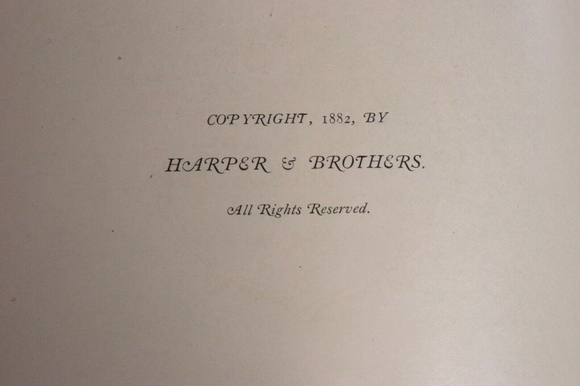 COPYRIGHT, 1882, BY
HARPER & BROTHERS.
All Rights Reserved.